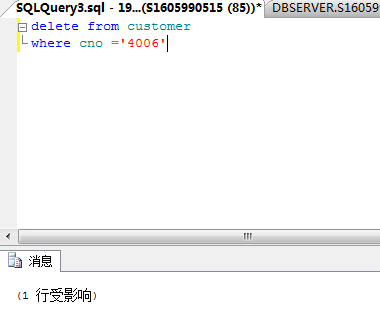 SQLQuery3.sql - 19...(S1605990515 (85))* DBSERVER.S16059
delete from customer
where cno ='4006'
消息
(1 行受影响)